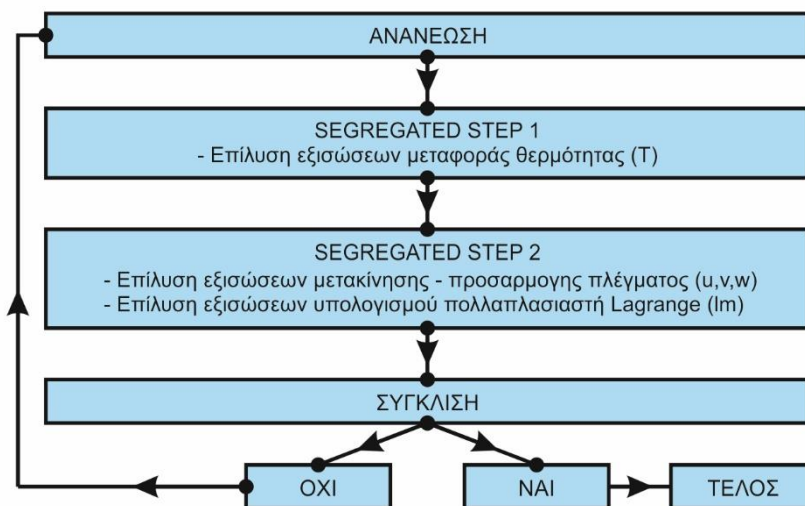 ΑΝΑΝΕΩΣΗ
SEGREGATED STEP 1
- Επίλυση εξισώσεων μεταφοράς θερμότητας (T)
SEGREGATED STEP 2
- Επίλυση εξισώσεων μετακίνησης - προσαρμογης πλέγματος (u,v,w)
- Επίλυση εξισώσεων υπολογισμού πολλαπλασιαστή Lagrange (lm)
ΣΥΓΚΛΙΣΗ
ΟΧΙ ΝΑΙ ΤΕΛΟΣ